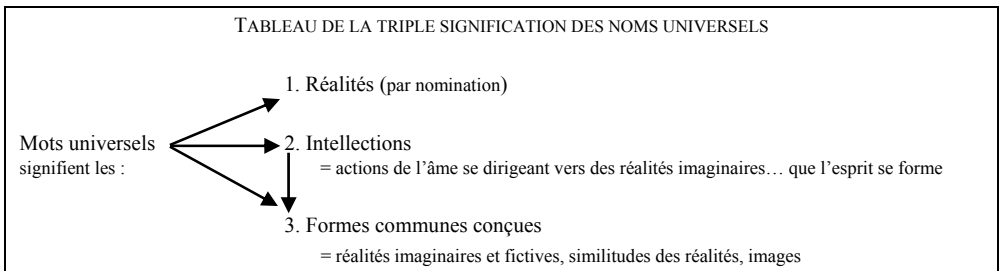 TABLEAU DE LA TRIPLE SIGNIFICATION DES NOMS UNIVERSELS
1. Réalités (par nomination)
Mots universels
signifient les :
2. Intellections
= actions de l’âme se dirigeant vers des réalités imaginaires… que l’esprit se forme
3. Formes communes conçues
= réalités imaginaires et fictives, similitudes des réalités, images